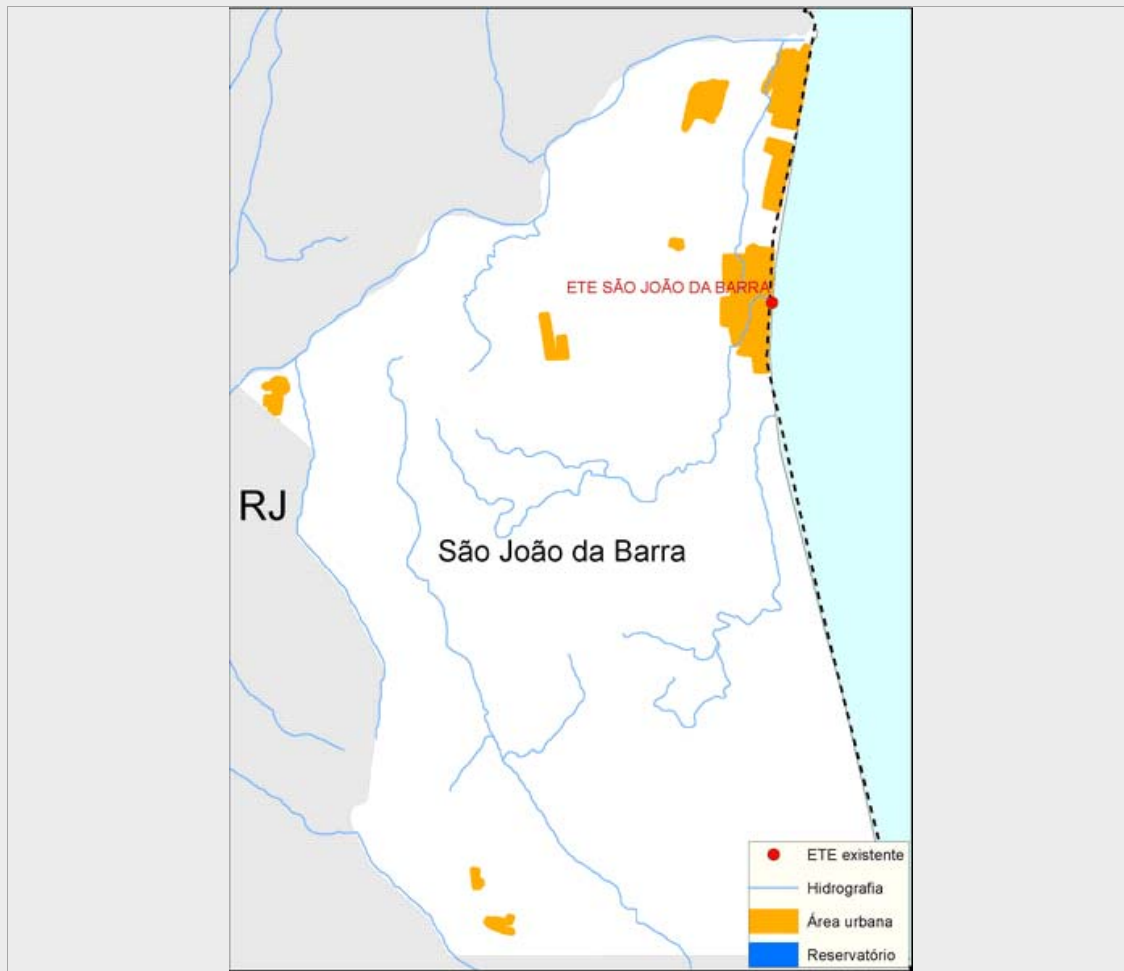 ETE SÃO JOÃO DA BARRA
RJ
São João da Barra
ETE existente
Hidrografia
Área urbana
Reservatório